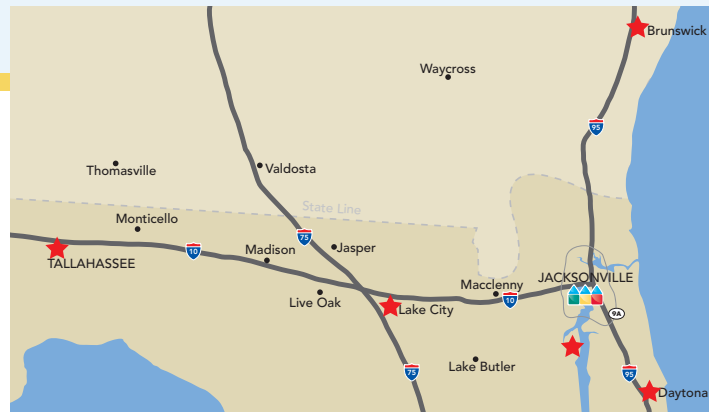 Brunswick
Waycross
95
Thomasville
Valdosta
State Line
Monticello
75
TALLAHASSEE
10
Madison
Jasper
JACKSONVILLE
Macclenny
Live Oak
Lake City
10
9A
Lake Butler
75
95
Daytona